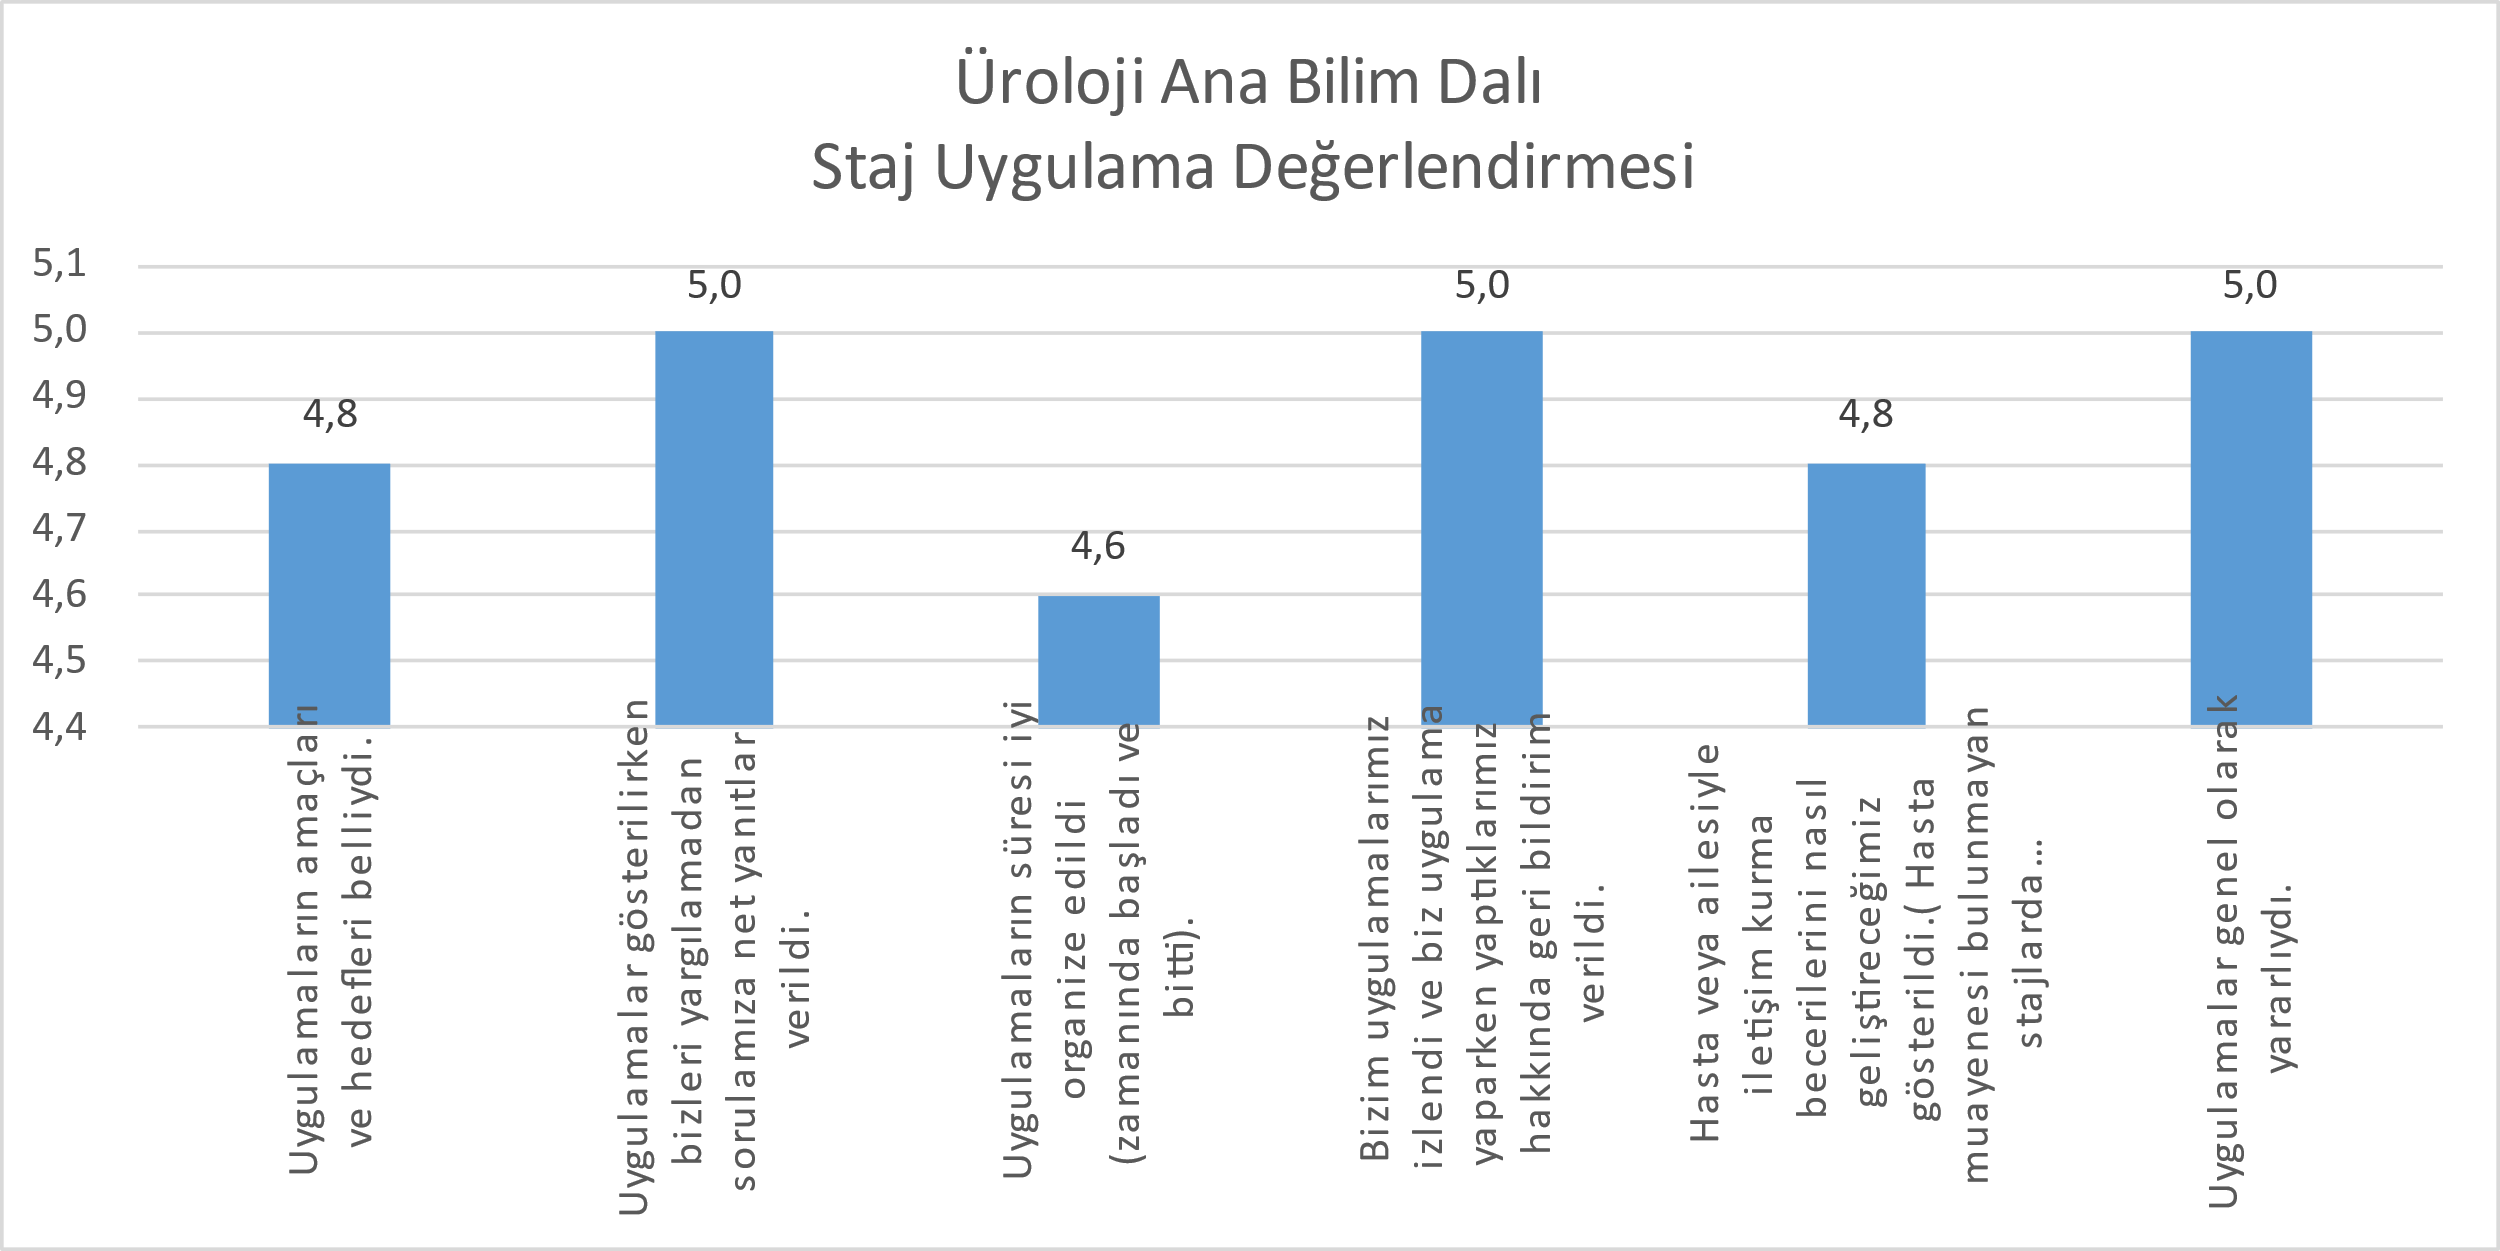 Üroloji Ana Bilim Dalı
Staj Uygulama Değerlendirmesi
5,1
5,0
4,9
4,8
4,7
4,6
4,5
4,4
4,8
5,0
4,6
5,0
4,8
5,0
Uygulamaların amaçları
ve hedefleri belliydi.
Uygulamalar gösterilirken
bizleri yargılamadan
sorulamıza net yanıtlar
verildi.
Uygulamaların süresi iyi
organize edildi
(zamanında başladı ve
bitti).
Bizim uygulamalarımız
izlendi ve biz uygulama
yaparken yaptıklarımız
hakkında geri bildirim
verildi.
Hasta veya ailesiyle
iletişim kurma
becerilerini nasıl
geliştireceğimiz
gösterildi.(Hasta
muayenesi bulunmayan
stajlarda…
Uygulamalar genel olarak
yararlıydı.